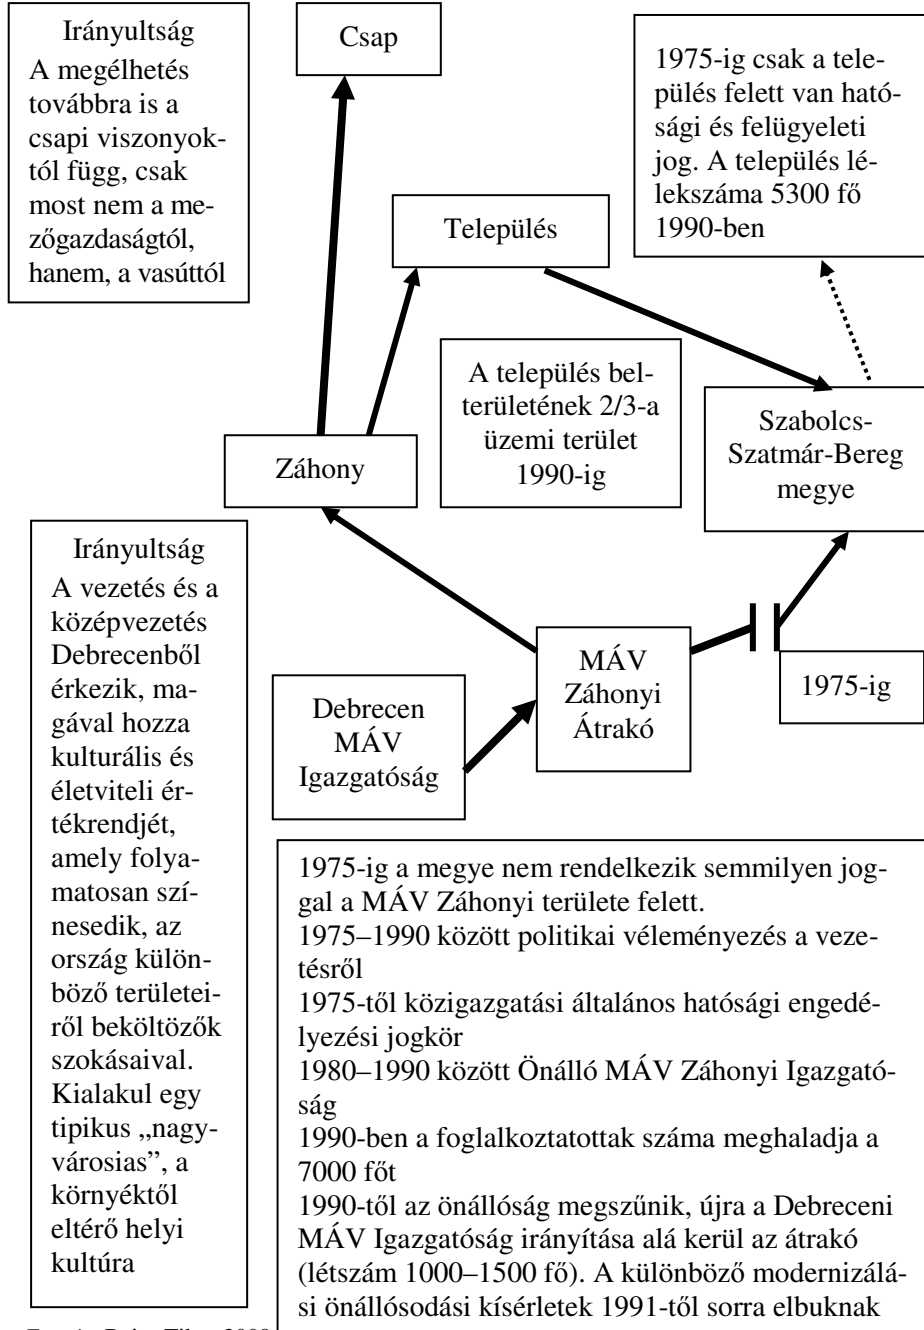 Irányultság
A megélhetés
továbbra is a
csapi viszonyok-
tól függ, csak
most nem a me-
zőgazdaságtól,
hanem, a vasúttól
Csap
1975-ig csak a tele-
pülés felett van ható-
sági és felügyeleti
jog. A település lé-
lekszáma 5300 fő
1990-ben
Település
A település bel-
területének 2/3-a
üzemi terület
1990-ig
Szabolcs-
Szatmár-Bereg
megye
Záhony
Irányultság
A vezetés és a
középvezetés
Debrecenből
érkezik, ma-
gával hozza
kulturális és
életviteli ér-
tékrendjét,
amely folya-
matosan szí-
nesedik, az
ország külön-
böző területei-
ről beköltözők
szokásaival.
Kialakul egy
tipikus „nagy-
városias”, a
környéktől
eltérő helyi
kultúra
MÁV
Záhonyi
Átrakó
1975-ig
Debrecen
MÁV
Igazgatóság
1975-ig a megye nem rendelkezik semmilyen jog-
gal a MÁV Záhonyi területe felett.
1975–1990 között politikai véleményezés a veze-
tésről
1975-től közigazgatási általános hatósági engedé-
lyezési jogkör
1980–1990 között Önálló MÁV Záhonyi Igazgató-
ság
1990-ben a foglalkoztatottak száma meghaladja a
7000 főt
1990-től az önállóság megszűnik, újra a Debreceni
MÁV Igazgatóság irányítása alá kerül az átrakó
(létszám 1000–1500 fő). A különböző modernizálá-
si önállósodási kísérletek 1991-től sorra elbuknak